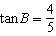 tan B = 4/5